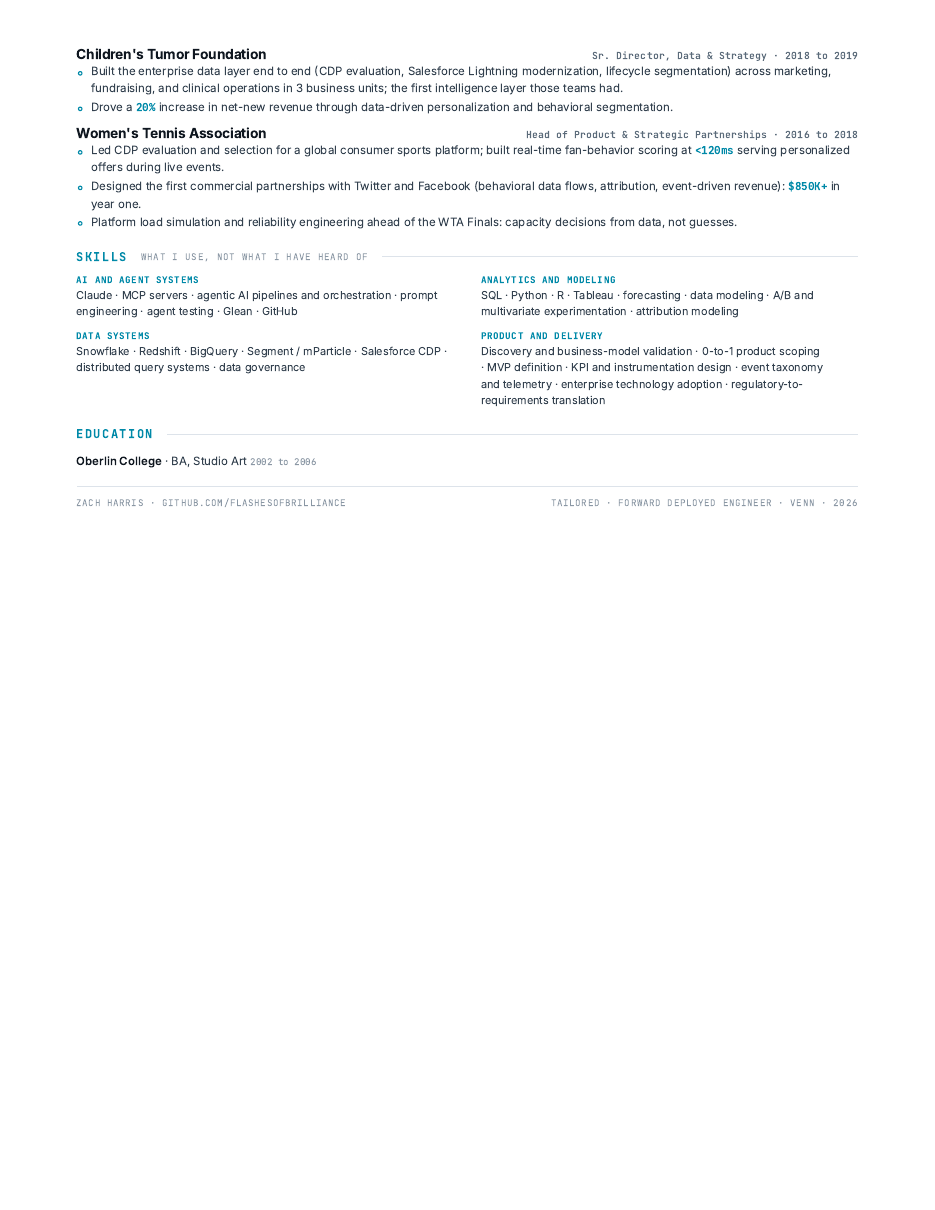 Children's Tumor Foundation Sr. Director, Data & Strategy · 2018 to 2019
Built the enterprise data layer end to end (CDP evaluation, Salesforce Lightning modernization, lifecycle segmentation) across marketing,
fundraising, and clinical operations in 3 business units; the first intelligence layer those teams had.
Drove a 20% increase in net-new revenue through data-driven personalization and behavioral segmentation.
Women's Tennis Association Head of Product & Strategic Partnerships · 2016 to 2018
Led CDP evaluation and selection for a global consumer sports platform; built real-time fan-behavior scoring at <120ms serving personalized
offers during live events.
Designed the first commercial partnerships with Twitter and Facebook (behavioral data flows, attribution, event-driven revenue): $850K+ in
year one.
Platform load simulation and reliability engineering ahead of the WTA Finals: capacity decisions from data, not guesses.
SKILLS WHAT I USE, NOT WHAT I HAVE HEARD OF
AI AND AGENT SYSTEMS
Claude · MCP servers · agentic AI pipelines and orchestration · prompt
engineering · agent testing · Glean · GitHub
ANALYTICS AND MODELING
SQL · Python · R · Tableau · forecasting · data modeling · A/B and
multivariate experimentation · attribution modeling
DATA SYSTEMS
Snowflake · Redshift · BigQuery · Segment / mParticle · Salesforce CDP ·
distributed query systems · data governance
PRODUCT AND DELIVERY
Discovery and business-model validation · 0-to-1 product scoping
· MVP definition · KPI and instrumentation design · event taxonomy
and telemetry · enterprise technology adoption · regulatory-to-
requirements translation
EDUCATION
Oberlin College · BA, Studio Art 2002 to 2006
ZACH HARRIS · GITHUB.COM/FLASHESOFBRILLIANCE TAILORED · FORWARD DEPLOYED ENGINEER · VENN · 2026